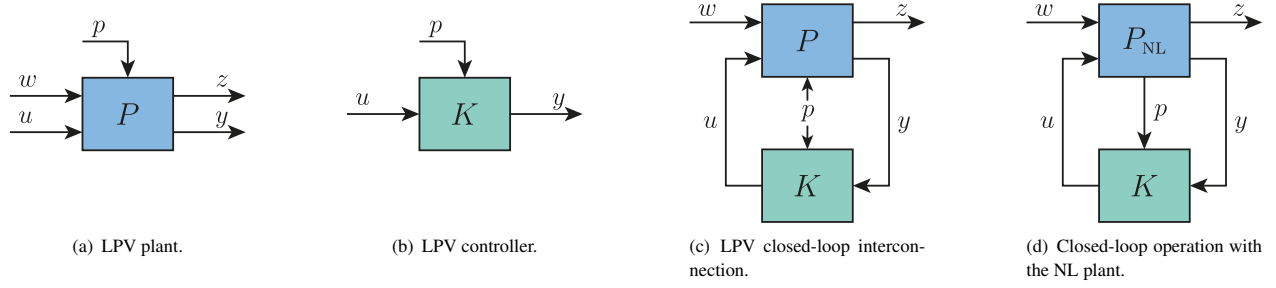 p
w
u
P
z
y
(a) LPV plant.
p
u
K
y
(b) LPV controller.
w
P
z
u
p
y
K
(c) LPV closed-loop intercon-
nection.
w
P_NL
z
u
p
y
K
(d) Closed-loop operation with
the NL plant.